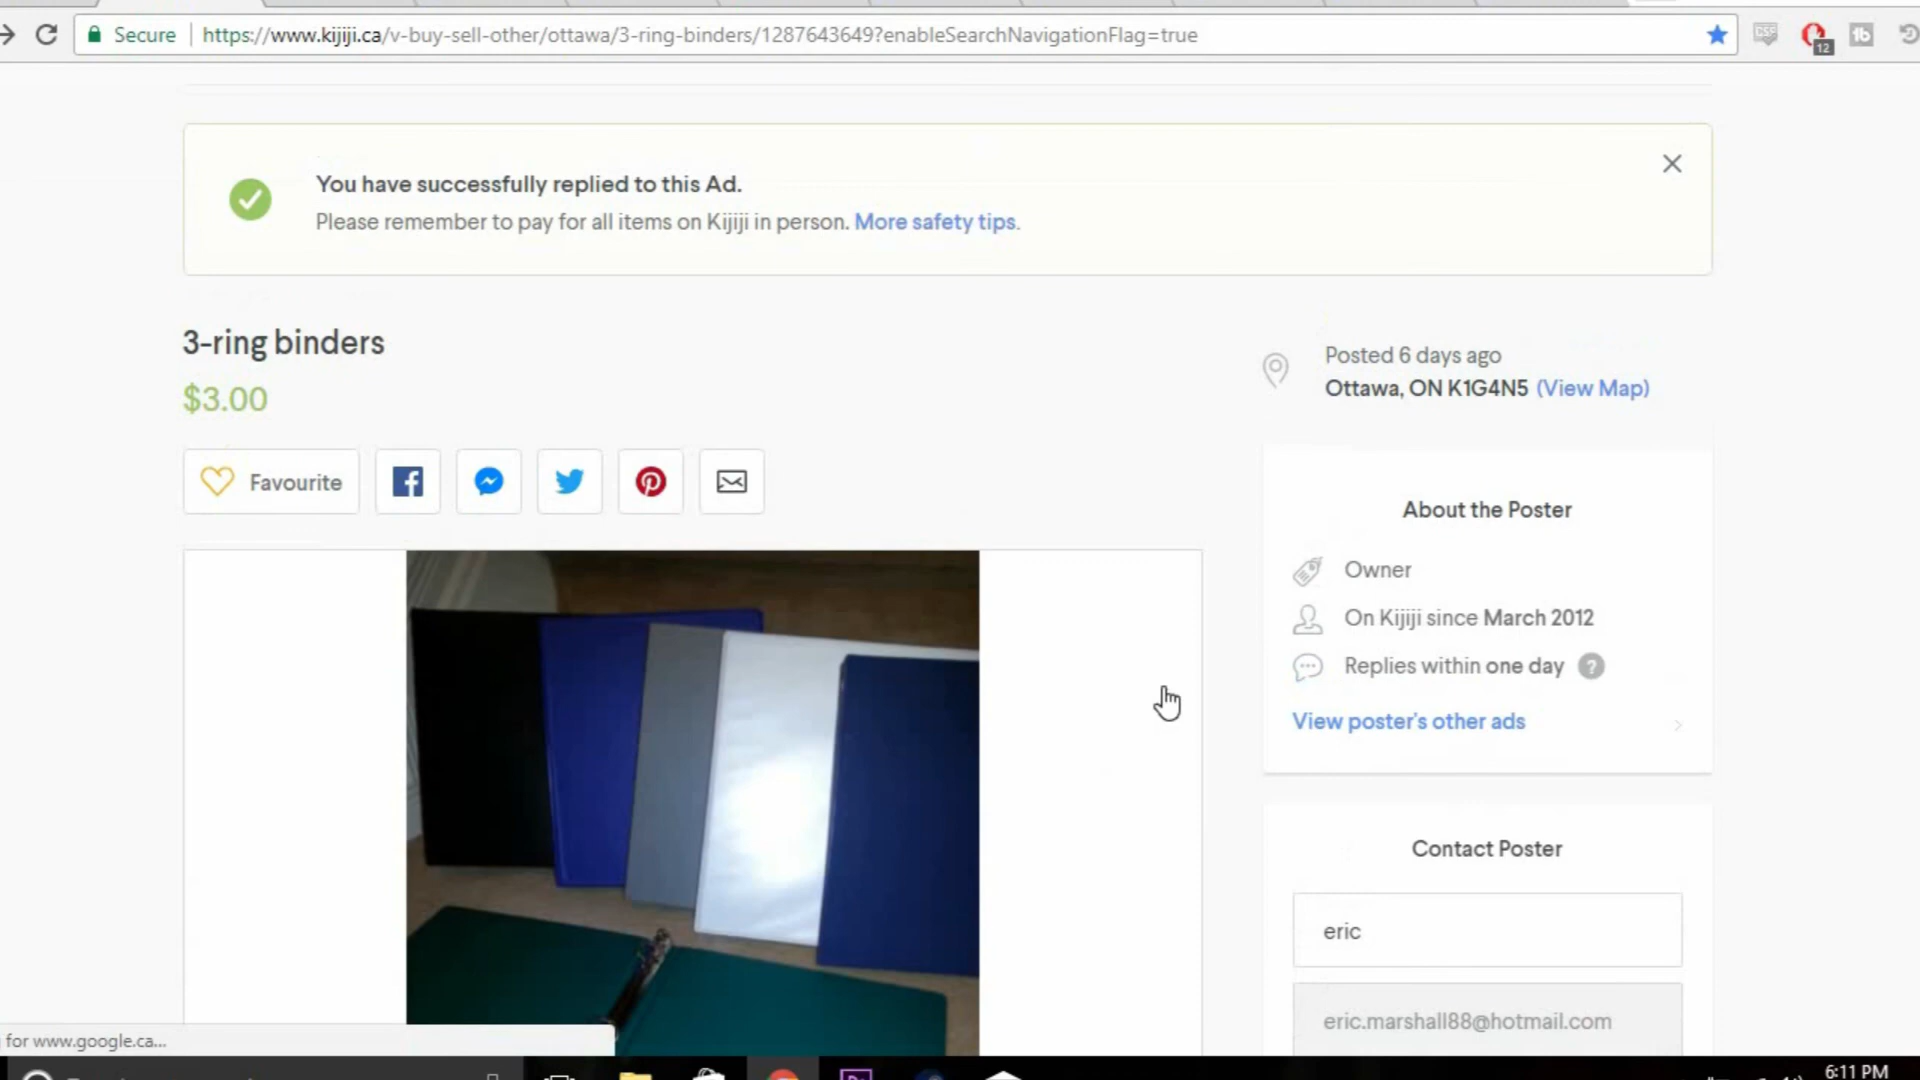 Secure https://www.kijiji.ca/v-buy-sell-other/ottawa/3-ring-binders/1287643649?enableSearchNavigationFlag=true
12
You have successfully replied to this Ad.
Please remember to pay for all items on Kijiji in person. More safety tips.
3-ring binders
$3.00
Posted 6 days ago
Ottawa, ON K1G4N5 (View Map)
Favourite
About the Poster
Owner
On Kijiji since March 2012
Replies within one day ?
View poster's other ads
Contact Poster
eric
eric.marshall88@hotmail.com
for www.google.ca...
6:11 PM